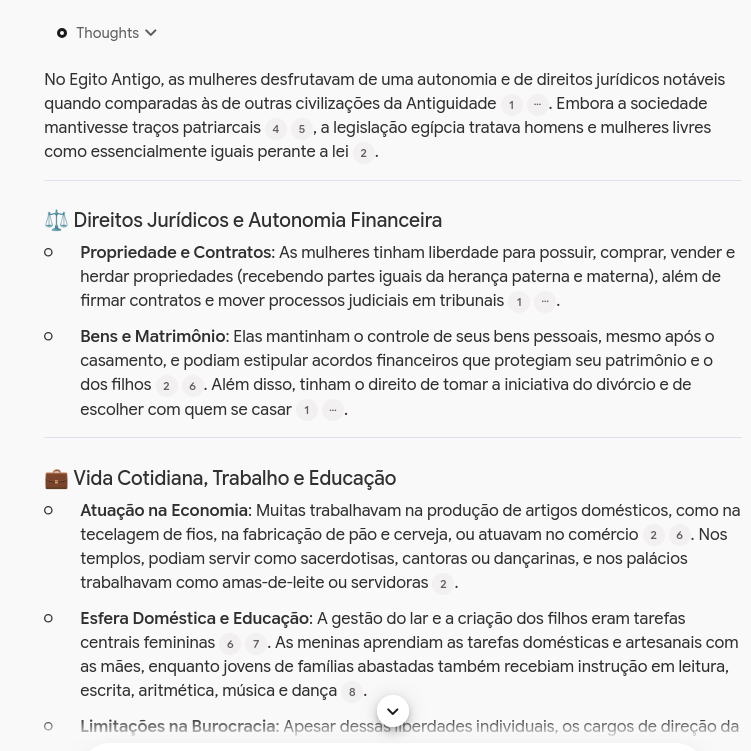 Thoughts
No Egito Antigo, as mulheres desfrutavam de uma autonomia e de direitos jurídicos notáveis
quando comparadas às de outras civilizações da Antiguidade 1 ... . Embora a sociedade
mantivesse traços patriarcais 4 5 , a legislação egípcia tratava homens e mulheres livres
como essencialmente iguais perante a lei 2 .
⚖️ Direitos Jurídicos e Autonomia Financeira
Propriedade e Contratos: As mulheres tinham liberdade para possuir, comprar, vender e
herdar propriedades (recebendo partes iguais da herança paterna e materna), além de
firmar contratos e mover processos judiciais em tribunais 1 ... .
Bens e Matrimônio: Elas mantinham o controle de seus bens pessoais, mesmo após o
casamento, e podiam estipular acordos financeiros que protegiam seu patrimônio e o
dos filhos 2 6 . Além disso, tinham o direito de tomar a iniciativa do divórcio e de
escolher com quem se casar 1 ... .
💼 Vida Cotidiana, Trabalho e Educação
Atuação na Economia: Muitas trabalhavam na produção de artigos domésticos, como na
tecelagem de fios, na fabricação de pão e cerveja, ou atuavam no comércio 2 6 . Nos
templos, podiam servir como sacerdotisas, cantoras ou dançarinas, e nos palácios
trabalhavam como amas-de-leite ou servidoras 2 .
Esfera Doméstica e Educação: A gestão do lar e a criação dos filhos eram tarefas
centrais femininas 6 7 . As meninas aprendiam as tarefas domésticas e artesanais com
as mães, enquanto jovens de famílias abastadas também recebiam instrução em leitura,
escrita, aritmética, música e dança 8 .
Limitações na Burocracia: Apesar dessas liberdades individuais, os cargos de direção da